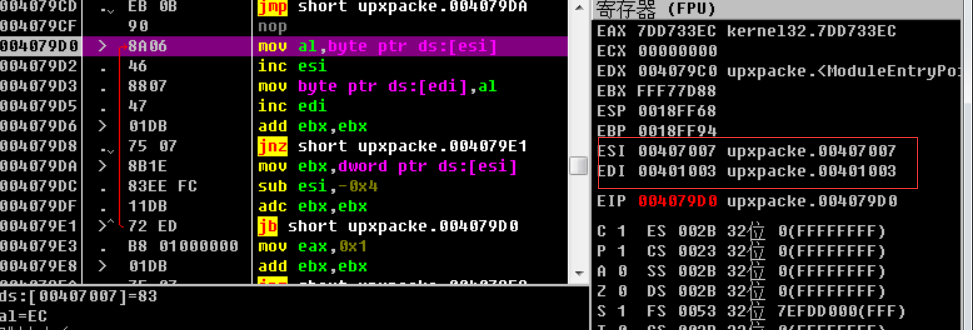 004079CD . EB 0B jmp short upxpacke.004079DA
004079CF 90 nop
004079D0 > 8A06 mov al,byte ptr ds:[esi]
004079D2 . 46 inc esi
004079D3 . 8807 mov byte ptr ds:[edi],al
004079D5 . 47 inc edi
004079D6 > 01DB add ebx,ebx
004079D8 . 75 07 jnz short upxpacke.004079E1
004079DA > 8B1E mov ebx,dword ptr ds:[esi]
004079DC . 83EE FC sub esi,-0x4
004079DF . 11DB adc ebx,ebx
004079E1 >^ 72 ED jb short upxpacke.004079D0
004079E3 . B8 01000000 mov eax,0x1
004079E8 > 01DB add ebx,ebx
ds:[00407007]=83
al=EC
寄存器 (FPU)
EAX 7DD733EC kernel32.7DD733EC
ECX 00000000
EDX 004079C0 upxpacke.<ModuleEntryPoi
EBX FFF77D88
ESP 0018FF68
EBP 0018FF94
ESI 00407007 upxpacke.00407007
EDI 00401003 upxpacke.00401003
EIP 004079D0 upxpacke.004079D0
C 1 ES 002B 32位 0(FFFFFFFF)
P 1 CS 0023 32位 0(FFFFFFFF)
A 0 SS 002B 32位 0(FFFFFFFF)
Z 0 DS 002B 32位 0(FFFFFFFF)
S 1 FS 0053 32位 7EFDD000(FFF)